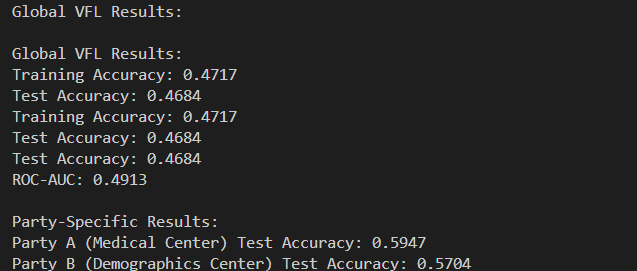 Global VFL Results:
Global VFL Results:
Training Accuracy: 0.4717
Test Accuracy: 0.4684
Training Accuracy: 0.4717
Test Accuracy: 0.4684
Test Accuracy: 0.4684
ROC-AUC: 0.4913
Party-Specific Results:
Party A (Medical Center) Test Accuracy: 0.5947
Party B (Demographics Center) Test Accuracy: 0.5704